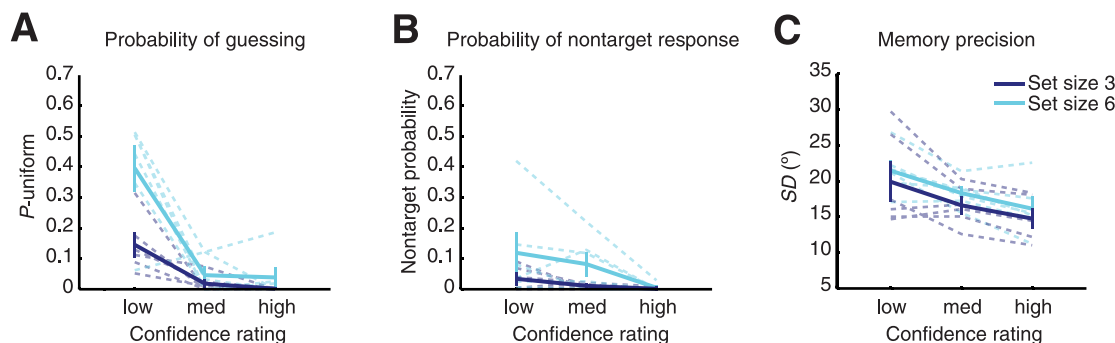 A
Probability of guessing
P-uniform
0.7
0.6
0.5
0.4
0.3
0.2
0.1
0
low
med
high
Confidence rating
B
Probability of nontarget response
Nontarget probability
0.7
0.6
0.5
0.4
0.3
0.2
0.1
0
low
med
high
Confidence rating
C
Memory precision
SD (°)
35
30
25
20
15
10
5
low
med
high
Confidence rating
Set size 3
Set size 6